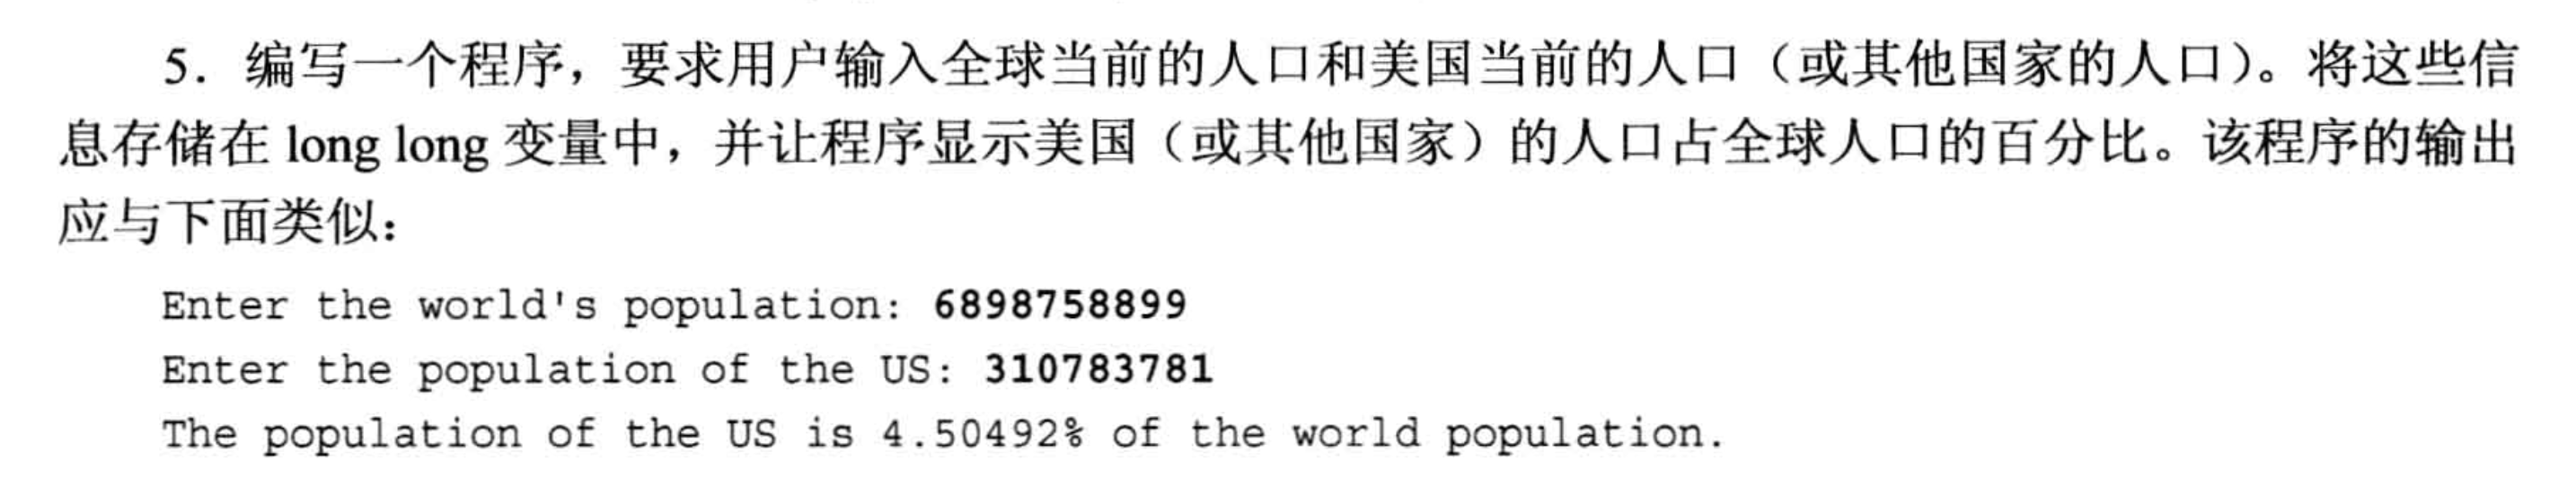 5．编写一个程序，要求用户输入全球当前的人口和美国当前的人口（或其他国家的人口）。将这些信
息存储在 long long 变量中，并让程序显示美国（或其他国家）的人口占全球人口的百分比。该程序的输出
应与下面类似：
Enter the world's population: 6898758899
Enter the population of the US: 310783781
The population of the US is 4.50492% of the world population.